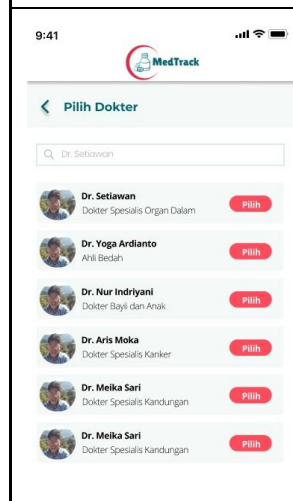 9:41
MedTrack
Pilih Dokter
Dr. Setiawan
Dr. Setiawan
Dokter Spesialis Organ Dalam
Pilih
Dr. Yoga Ardianto
Ahli Bedah
Pilih
Dr. Nur Indriyani
Dokter Bayii dan Anak
Pilih
Dr. Aris Moka
Dokter Spesialis Kanker
Pilih
Dr. Meika Sari
Dokter Spesialis Kandungan
Pilih
Dr. Meika Sari
Dokter Spesialis Kandungan
Pilih